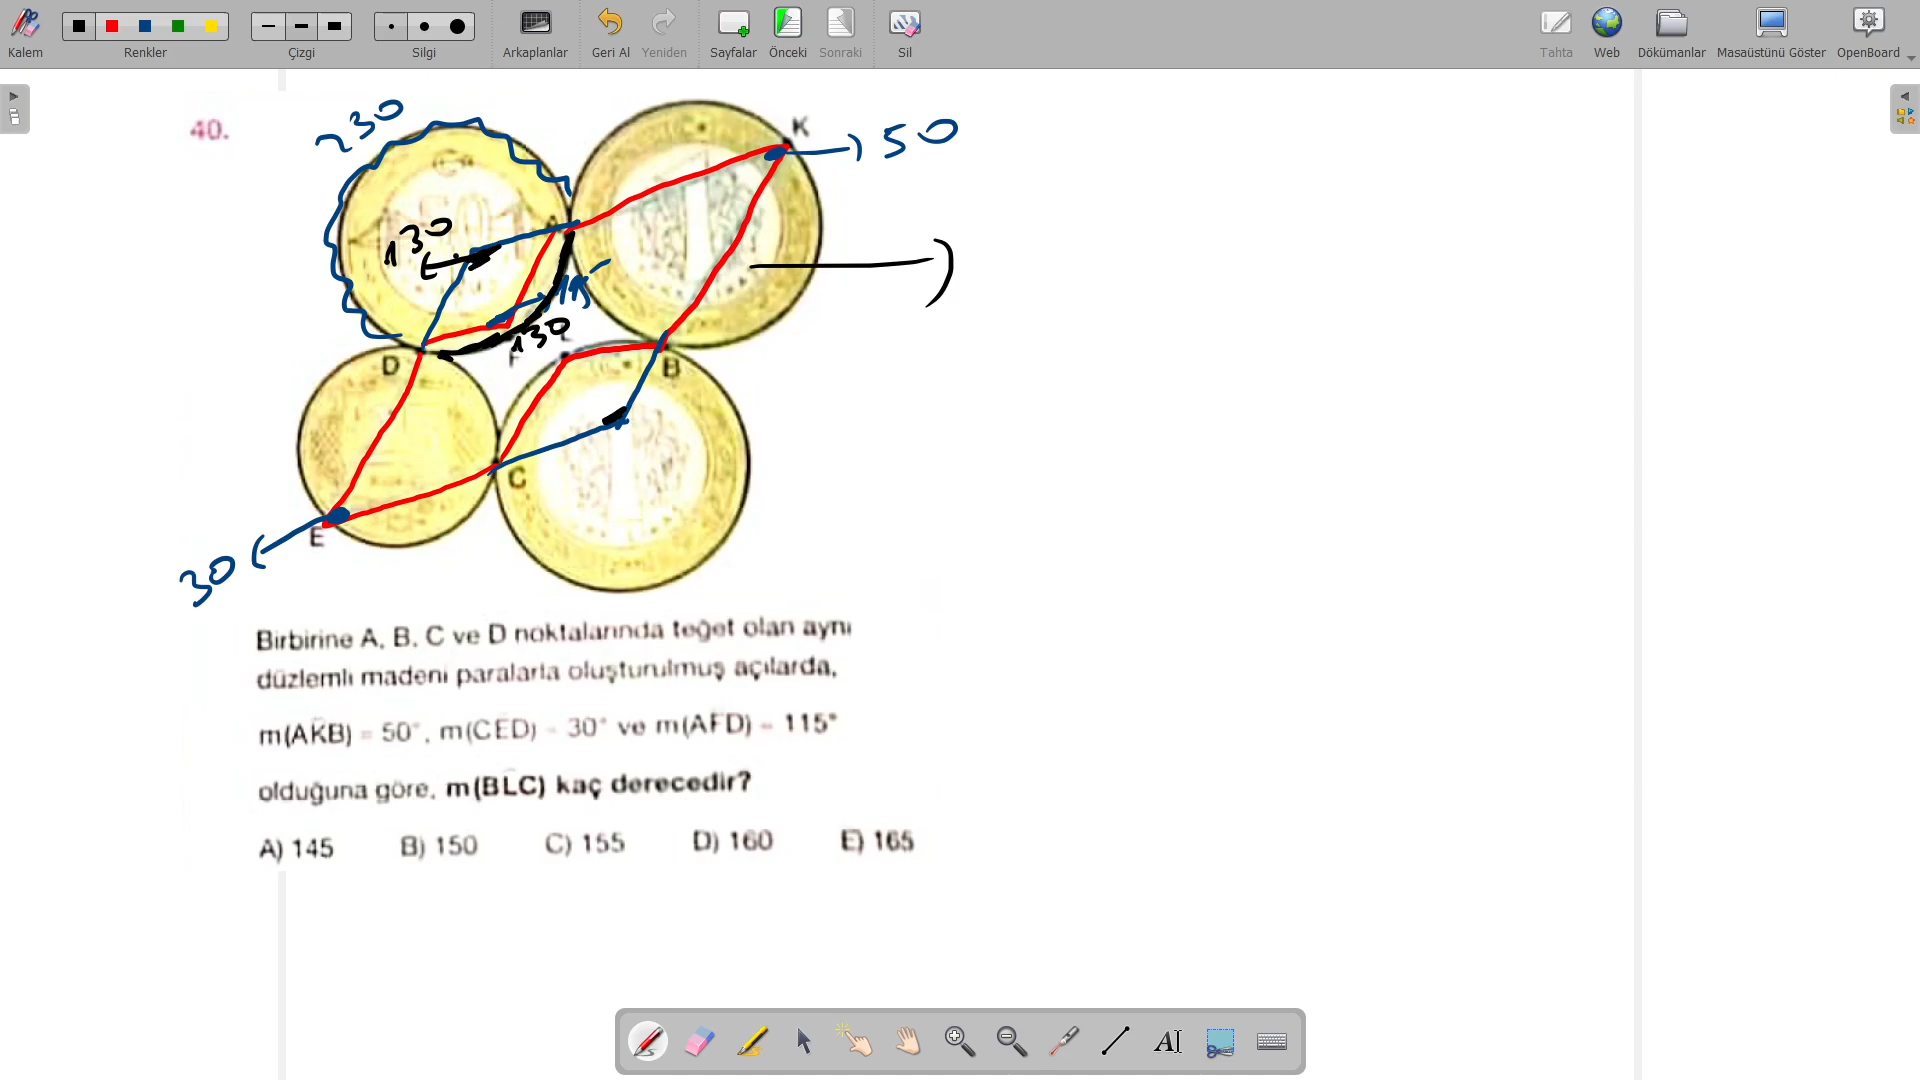 Kalem
Renkler
Çizgi
Silgi
Arkaplanlar
Geri Al
Yeniden
Sayfalar
Önceki
Sonraki
Sil
Tahta
Web
Dökümanlar
Masaüstünü Göster
OpenBoard
40.
230
K
50
A
130
115
130
F
L
D
B
C
E
30
Birbirine A, B, C ve D noktalarında teğet olan aynı
düzlemli madeni paralarla oluşturulmuş açılarda,
m(AKB) = 50°, m(CED) = 30° ve m(AFD) = 115°
olduğuna göre, m(BLC) kaç derecedir?
A) 145 B) 150 C) 155 D) 160 E) 165